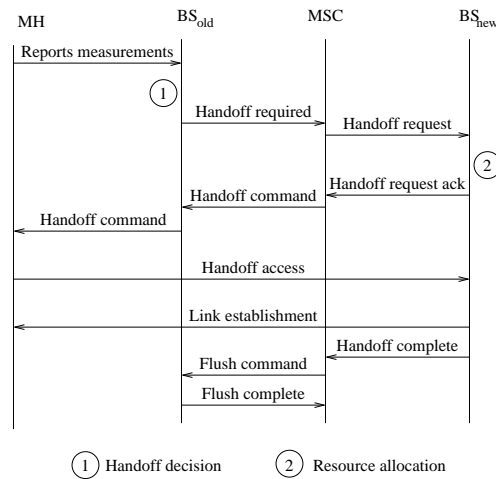 MH BS_old MSC BS_new
Reports measurements
1
Handoff required
Handoff request
2
Handoff request ack
Handoff command
Handoff command
Handoff access
Link establishment
Handoff complete
Flush command
Flush complete
1 Handoff decision 2 Resource allocation